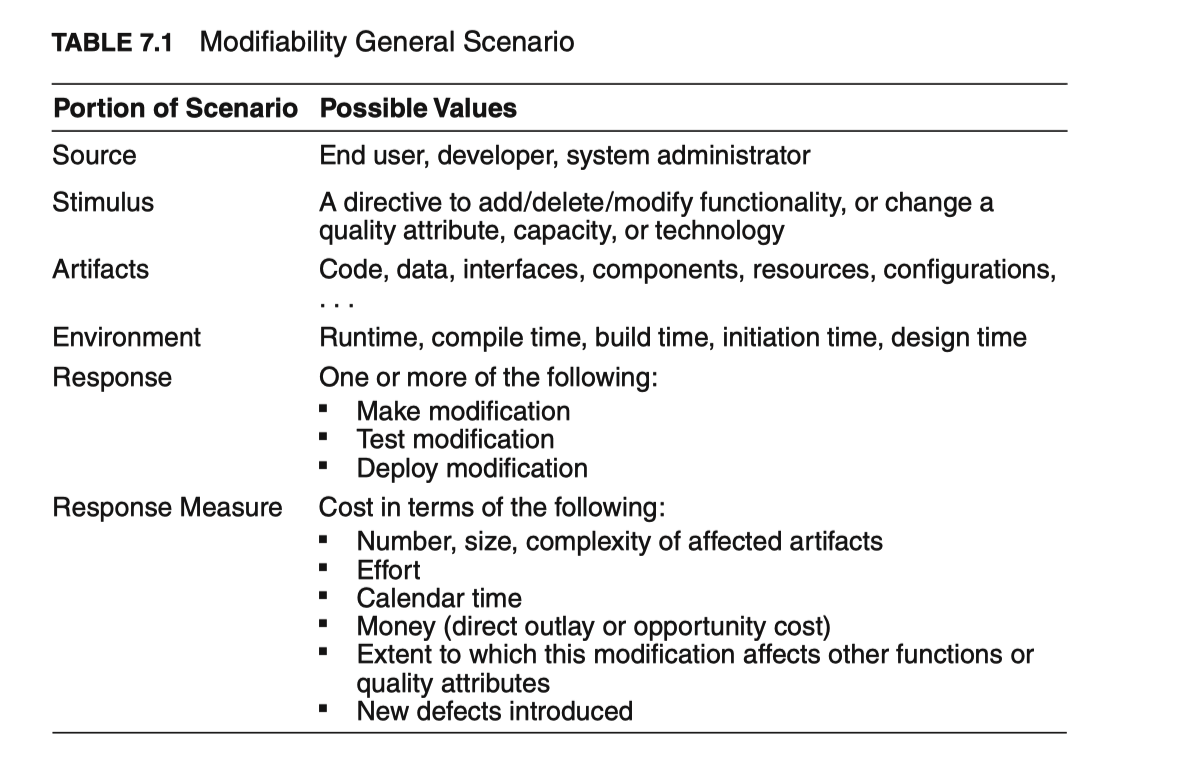 TABLE 7.1 Modifiability General Scenario
Portion of Scenario Possible Values
Source End user, developer, system administrator
Stimulus A directive to add/delete/modify functionality, or change a
quality attribute, capacity, or technology
Artifacts Code, data, interfaces, components, resources, configurations,
. . .
Environment Runtime, compile time, build time, initiation time, design time
Response One or more of the following:
▪ Make modification
▪ Test modification
▪ Deploy modification
Response Measure Cost in terms of the following:
▪ Number, size, complexity of affected artifacts
▪ Effort
▪ Calendar time
▪ Money (direct outlay or opportunity cost)
▪ Extent to which this modification affects other functions or
quality attributes
▪ New defects introduced